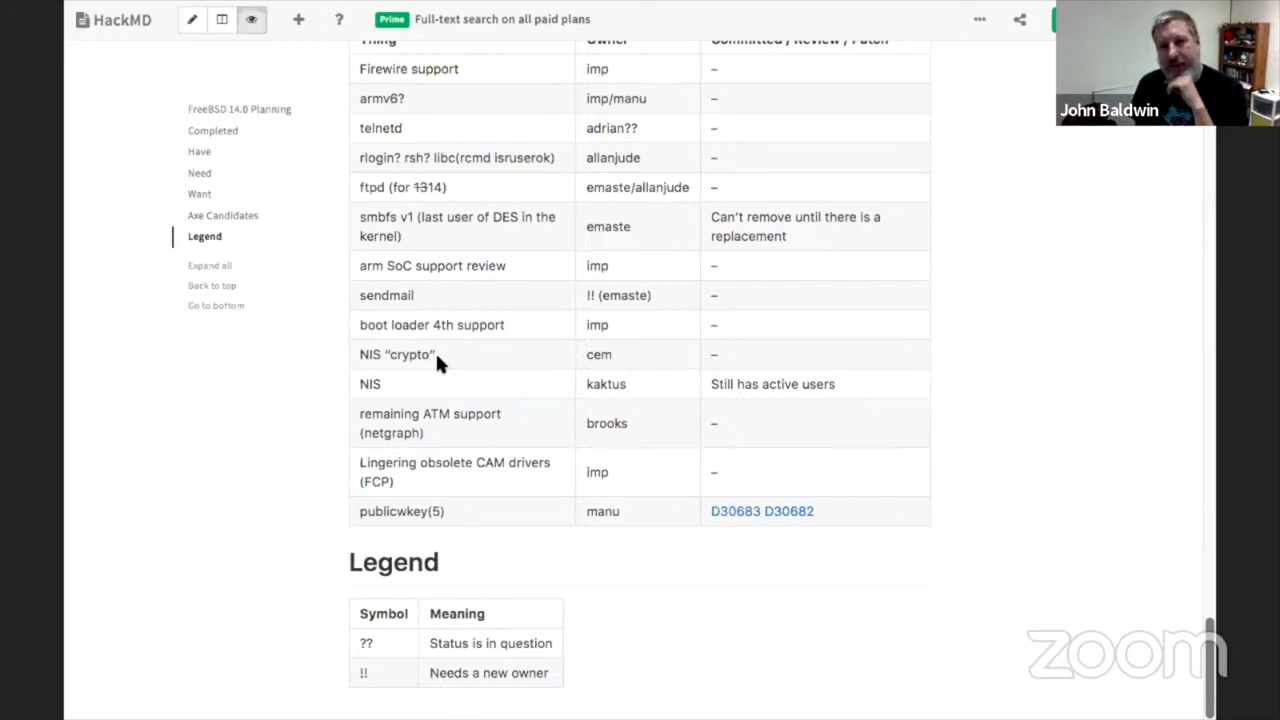 HackMD
Prime Full-text search on all paid plans
John Baldwin
FreeBSD 14.0 Planning
Completed
Have
Need
Want
Axe Candidates
Legend
Expand all
Back to top
Go to bottom
Thing Owner Committed / Review / Patch
Firewire support imp –
armv6? imp/manu –
telnetd adrian?? –
rlogin? rsh? libc(rcmd isruserok) allanjude –
ftpd (for 1314) emaste/allanjude –
smbfs v1 (last user of DES in the kernel) emaste Can't remove until there is a replacement
arm SoC support review imp –
sendmail !! (emaste) –
boot loader 4th support imp –
NIS "crypto" cem –
NIS kaktus Still has active users
remaining ATM support (netgraph) brooks –
Lingering obsolete CAM drivers (FCP) imp –
publicwkey(5) manu D30683 D30682
Legend
Symbol Meaning
?? Status is in question
!! Needs a new owner
zoom